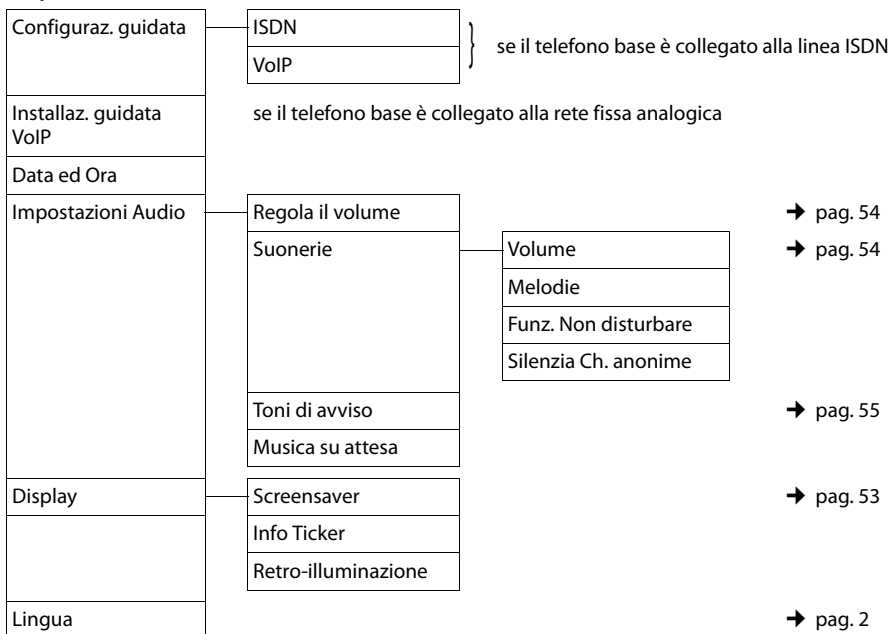 Configuraz. guidata ISDN
VoIP
se il telefono base è collegato alla linea ISDN
Installaz. guidata
VoIP
se il telefono base è collegato alla rete fissa analogica
Data ed Ora
Impostazioni Audio Regola il volume ➔ pag. 54
Suonerie Volume ➔ pag. 54
Melodie
Funz. Non disturbare
Silenzia Ch. anonime
Toni di avviso ➔ pag. 55
Musica su attesa
Display Screensaver ➔ pag. 53
Info Ticker
Retro-illuminazione
Lingua ➔ pag. 2